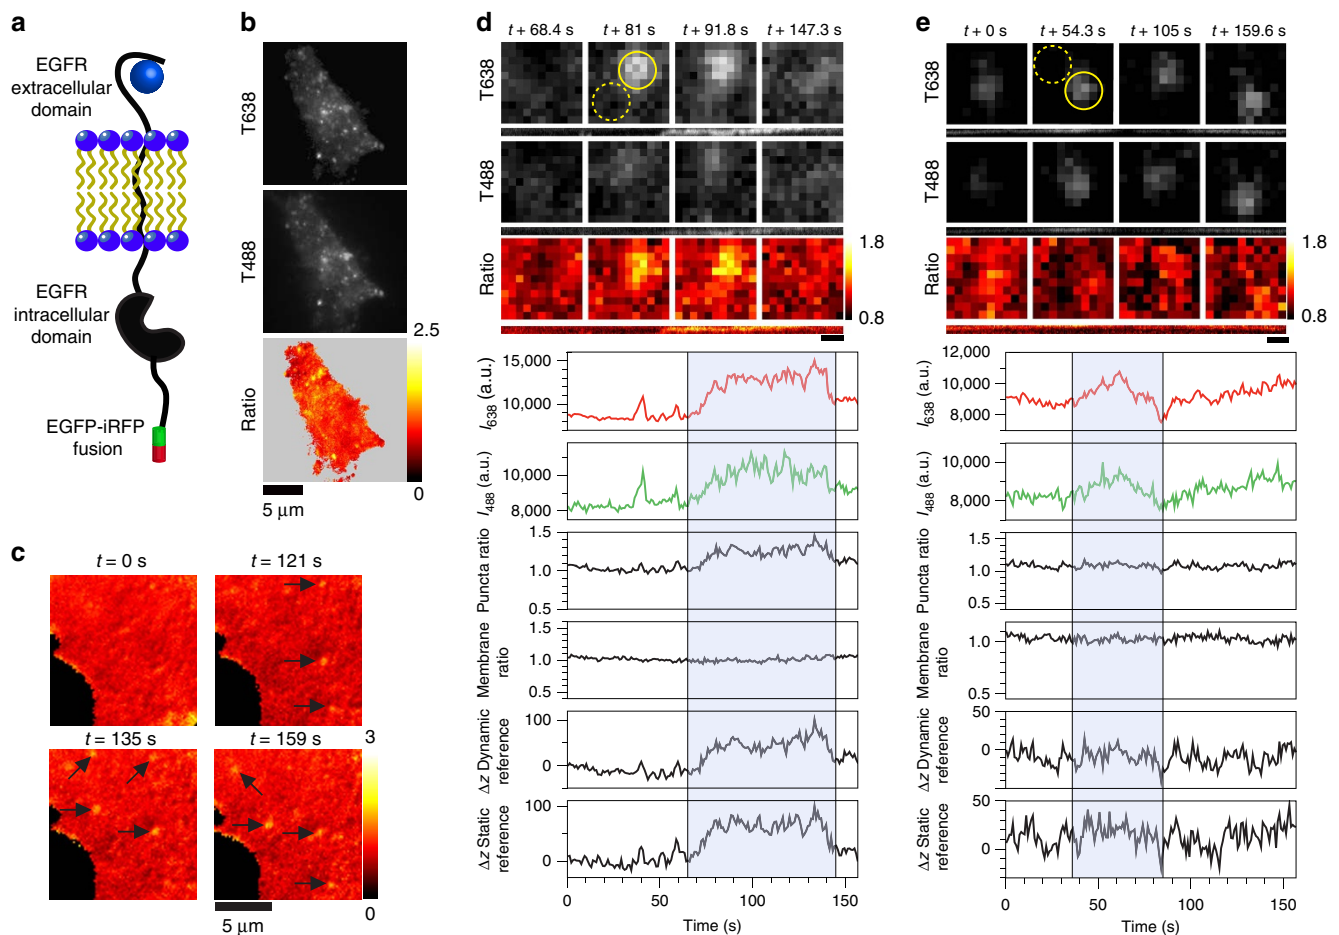 a
EGFR
extracellular
domain
EGFR
intracellular
domain
EGFP-iRFP
fusion
b
T638
T488
Ratio
2.5
0
5 μm
c
t = 0 s
t = 121 s
t = 135 s
t = 159 s
3
0
5 μm
d
t + 68.4 s
t + 81 s
t + 91.8 s
t + 147.3 s
T638
T488
Ratio
1.8
0.8
15,000
10,000
I638 (a.u.)
10,000
8,000
I488 (a.u.)
1.5
1.0
0.5
Puncta ratio
1.5
1.0
0.5
Membrane
ratio
100
0
Δz Dynamic
reference
100
0
Δz Static
reference
0
50
100
150
Time (s)
e
t + 0 s
t + 54.3 s
t + 105 s
t + 159.6 s
T638
T488
Ratio
1.8
0.8
12,000
10,000
8,000
I638 (a.u.)
10,000
8,000
I488 (a.u.)
1.5
1.0
0.5
Puncta ratio
1.0
0.5
Membrane
ratio
50
0
Δz Dynamic
reference
50
0
Δz Static
reference
0
50
100
150
Time (s)